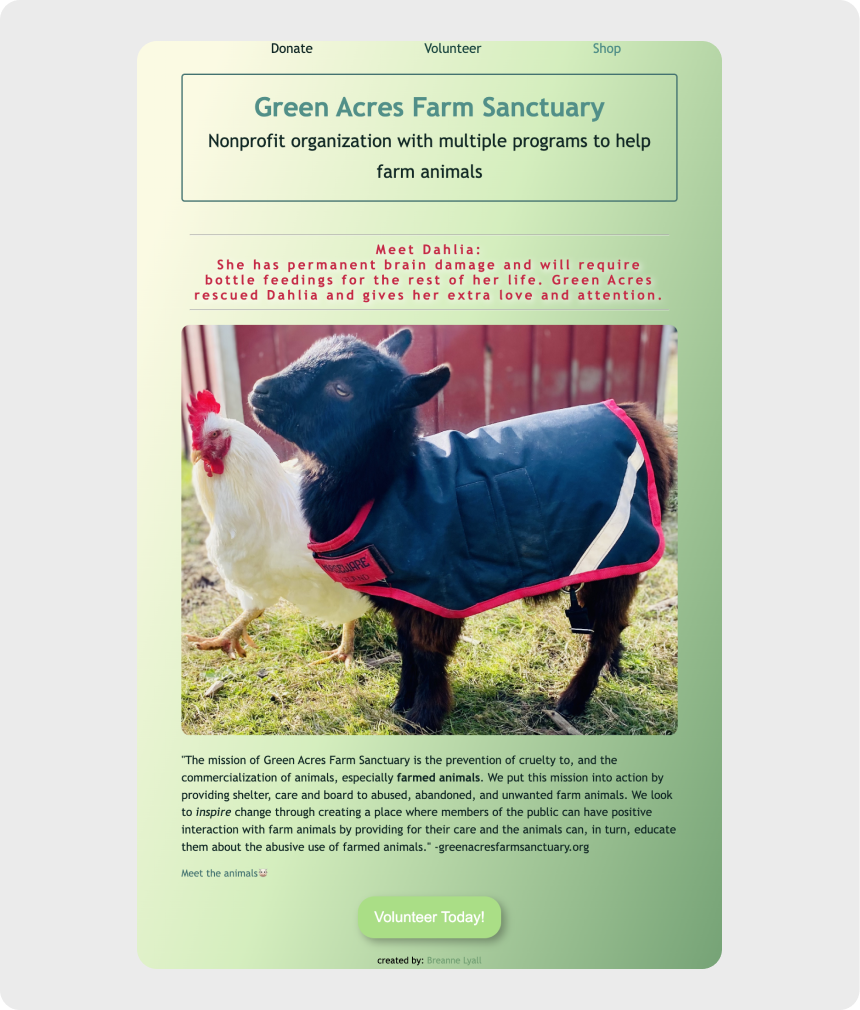 Donate Volunteer Shop
Green Acres Farm Sanctuary
Nonprofit organization with multiple programs to help
farm animals
Meet Dahlia:
She has permanent brain damage and will require
bottle feedings for the rest of her life. Green Acres
rescued Dahlia and gives her extra love and attention.
"The mission of Green Acres Farm Sanctuary is the prevention of cruelty to, and the
commercialization of animals, especially farmed animals. We put this mission into action by
providing shelter, care and board to abused, abandoned, and unwanted farm animals. We look
to inspire change through creating a place where members of the public can have positive
interaction with farm animals by providing for their care and the animals can, in turn, educate
them about the abusive use of farmed animals." -greenacresfarmsanctuary.org
Meet the animals🐮
Volunteer Today!
created by: Breanne Lyall